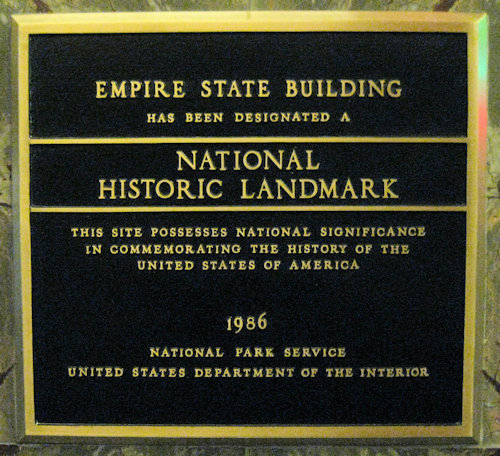 EMPIRE STATE BUILDING
HAS BEEN DESIGNATED A
NATIONAL
HISTORIC LANDMARK
THIS SITE POSSESSES NATIONAL SIGNIFICANCE
IN COMMEMORATING THE HISTORY OF THE
UNITED STATES OF AMERICA
1986
NATIONAL PARK SERVICE
UNITED STATES DEPARTMENT OF THE INTERIOR